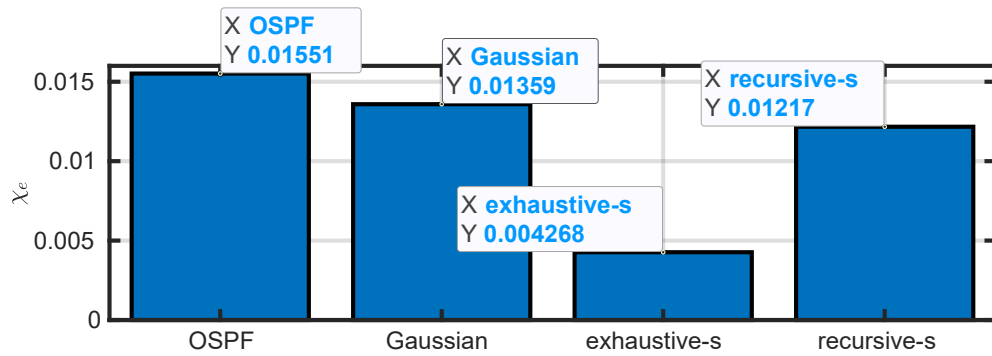 X OSPF
Y 0.01551
X Gaussian
Y 0.01359
X recursive-s
Y 0.01217
X exhaustive-s
Y 0.004268
0.015
0.01
0.005
0
χe
OSPF
Gaussian
exhaustive-s
recursive-s